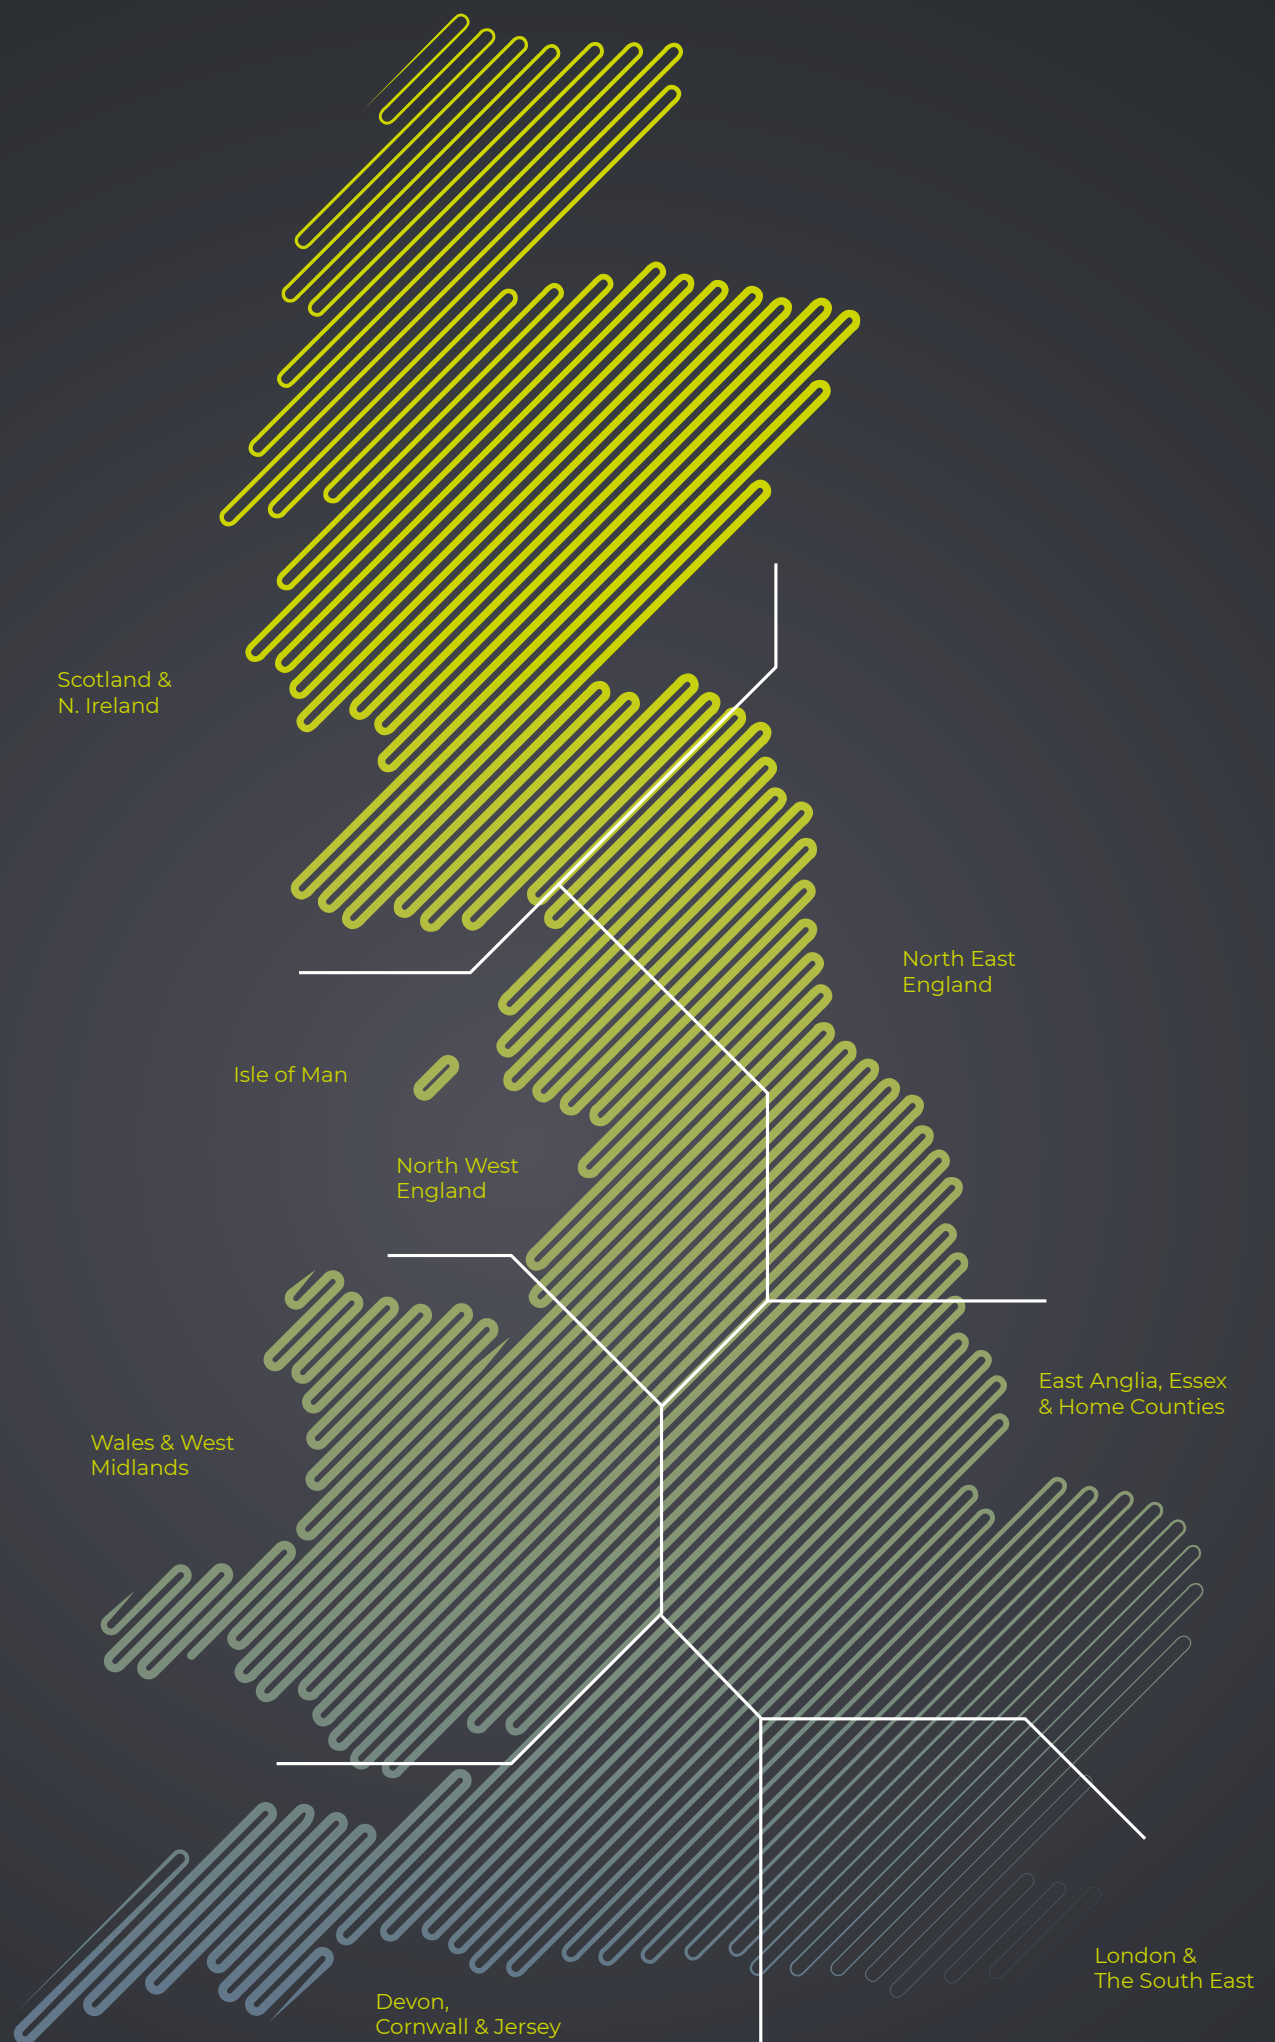 Scotland &
N. Ireland
North East
England
Isle of Man
North West
England
East Anglia, Essex
& Home Counties
Wales & West
Midlands
London &
The South East
Devon,
Cornwall & Jersey